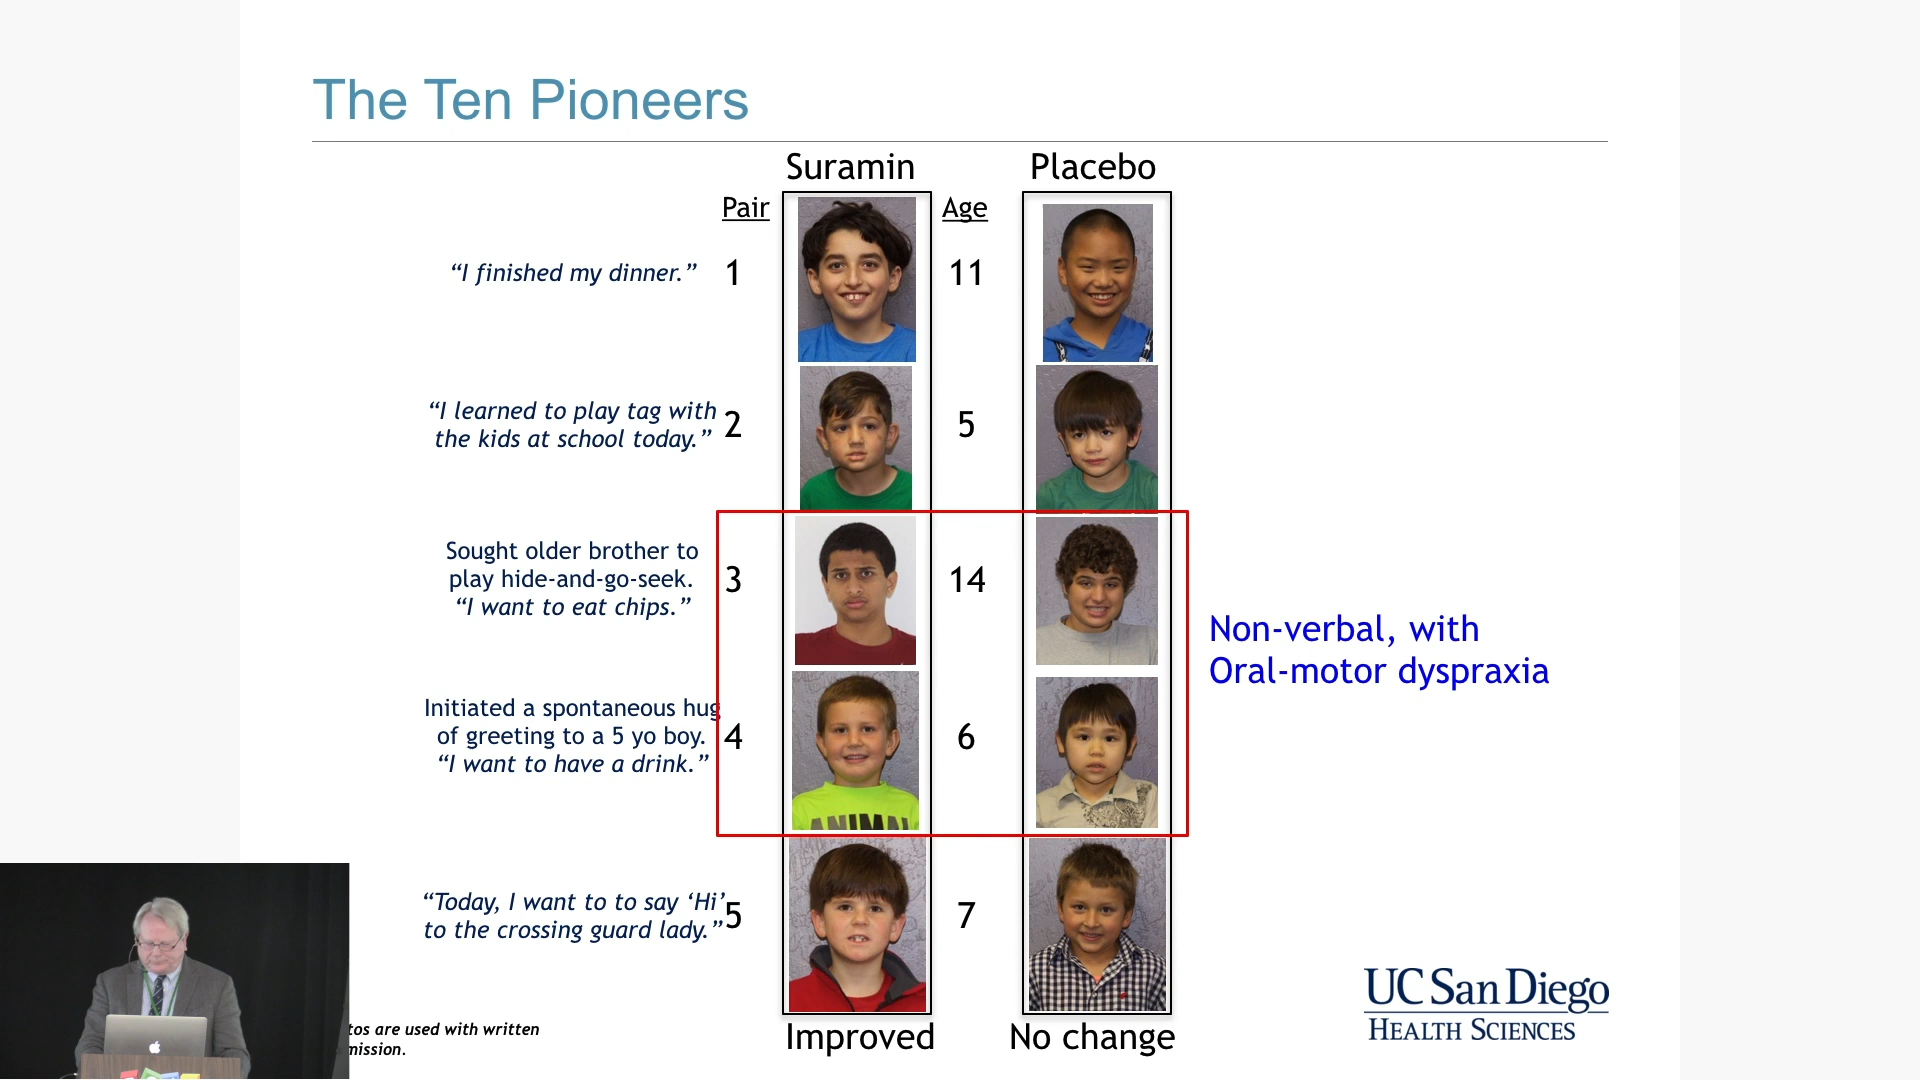 The Ten Pioneers
Suramin
Placebo
Pair
Age
“I finished my dinner.”
1
11
“I learned to play tag with
the kids at school today.”
2
5
Sought older brother to
play hide-and-go-seek.
“I want to eat chips.”
3
14
Non-verbal, with
Oral-motor dyspraxia
Initiated a spontaneous hug
of greeting to a 5 yo boy.
“I want to have a drink.”
4
6
“Today, I want to to say ‘Hi’
to the crossing guard lady.”
5
7
Improved
No change
are used with written
UC San Diego
HEALTH SCIENCES